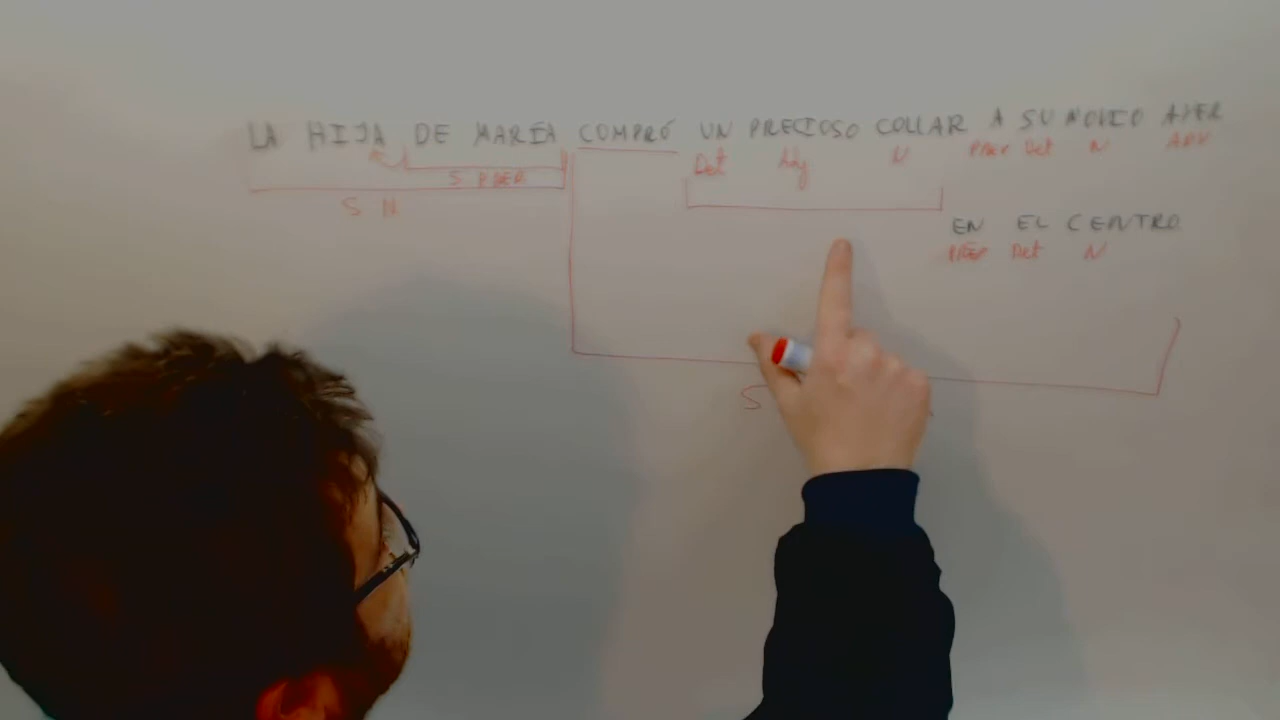 LA HIJA DE MARÍA COMPRÓ UN PRECIOSO COLLAR A SU NOVIO AYER
Det Adj N PREP Det N ADV
S PREP
S N
EN EL CENTRO
PREP Det N
S